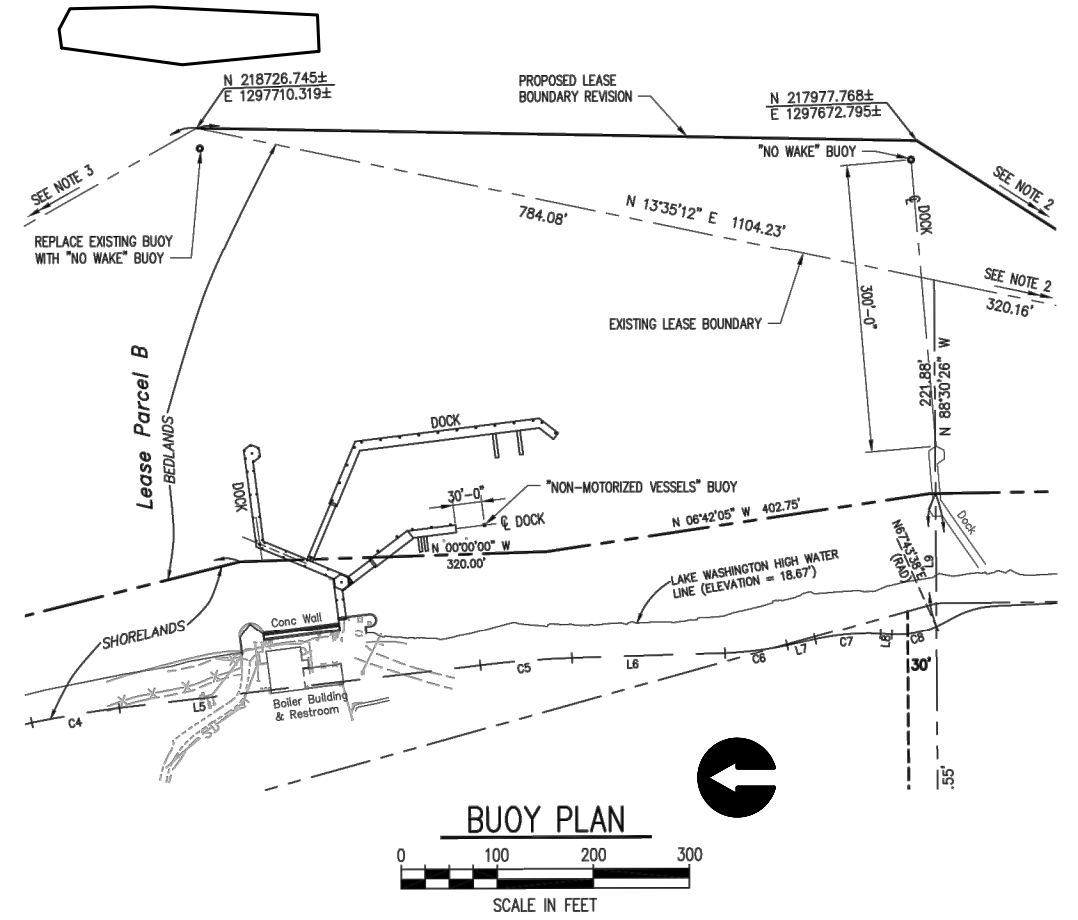 N 218726.745±
E 1297710.319±
PROPOSED LEASE
BOUNDARY REVISION
N 217977.768±
E 1297672.795±
"NO WAKE" BUOY
SEE NOTE 3
SEE NOTE 2
REPLACE EXISTING BUOY
WITH "NO WAKE" BUOY
℄ DOCK
N 13°35'12" E 1104.23'
784.08'
SEE NOTE 2
320.16'
300'-0"
EXISTING LEASE BOUNDARY
Lease Parcel B
BEDLANDS
221.88'
N 88°30'26" W
DOCK
DOCK
30'-0"
"NON-MOTORIZED VESSELS" BUOY
℄ DOCK
N 06°42'05" W 402.75'
Dock
N 00°00'00" W
320.00'
N67°43'38"E
(RAD)
L9
LAKE WASHINGTON HIGH WATER
LINE (ELEVATION = 18.67')
SHORELANDS
Conc Wall
C4
L5
C5
L6
C6
L7
C7
L8
C8
30'
Boiler Building
& Restroom
SD
.55'
BUOY PLAN
0 100 200 300
SCALE IN FEET